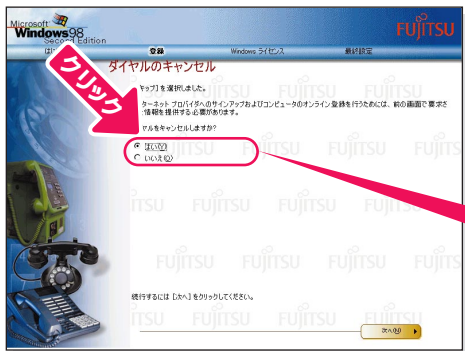 Microsoft
Windows98
Second Edition
FUJITSU
登録
Windows ライセンス
最終設定
ダイヤルのキャンセル
クリック
キップ] を選択しました。
ターネット プロバイダへのサインアップおよびコンピュータのオンライン登録を行うためには、前の画面で要求さ
情報を提供する必要があります。
ヤルをキャンセルしますか?
はい(Y)
いいえ(O)
続行するには [次へ] をクリックしてください。
次へ(N)